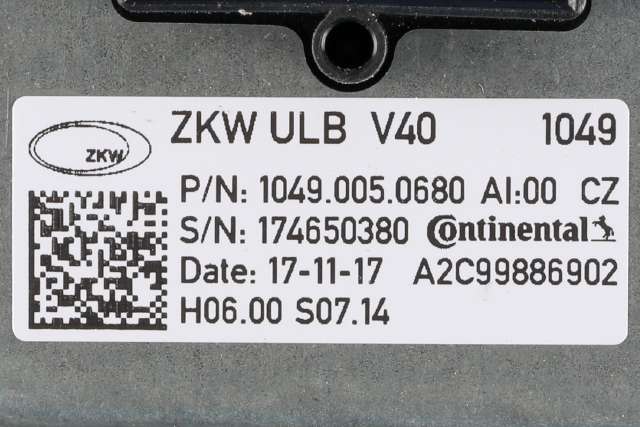 ZKW ULB V40 1049
ZKW
P/N: 1049.005.0680 AI:00 CZ
S/N: 174650380 Continental
Date: 17-11-17 A2C99886902
H06.00 S07.14